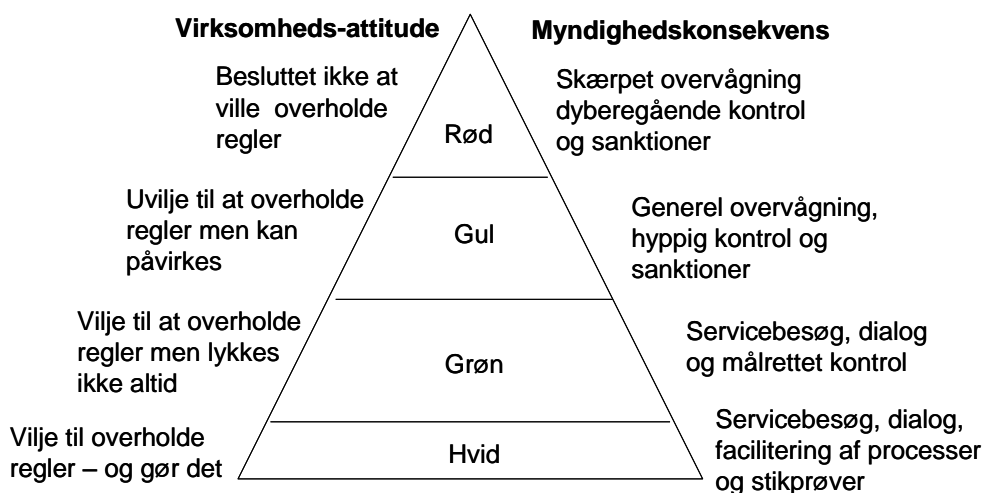 Virksomheds-attitude
Myndighedskonsekvens
Besluttet ikke at
ville overholde
regler
Rød
Skærpet overvågning
dyberegående kontrol
og sanktioner
Uvilje til at overholde
regler men kan
påvirkes
Gul
Generel overvågning,
hyppig kontrol og
sanktioner
Vilje til at overholde
regler men lykkes
ikke altid
Grøn
Servicebesøg, dialog
og målrettet kontrol
Vilje til overholde
regler – og gør det
Hvid
Servicebesøg, dialog,
facilitering af processer
og stikprøver